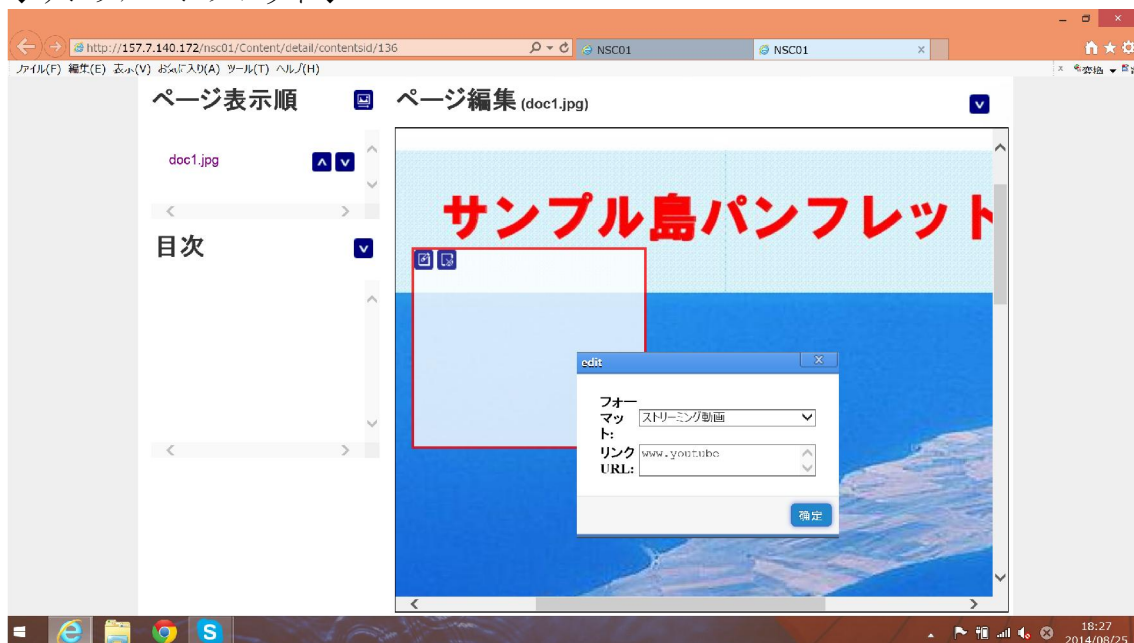 http://157.7.140.172/nsc01/Content/detail/contentsid/136
NSC01
NSC01
ファイル(F) 編集(E) 表示(V) お気に入り(A) ツール(T) ヘルプ(H)
変換
ページ表示順
ページ編集 (doc1.jpg)
doc1.jpg
サンプル島パンフレット
目次
edit
フォー
マッ
ト:
ストリーミング動画
リンク
URL:
www.youtube
确定
18:27
2014/08/25